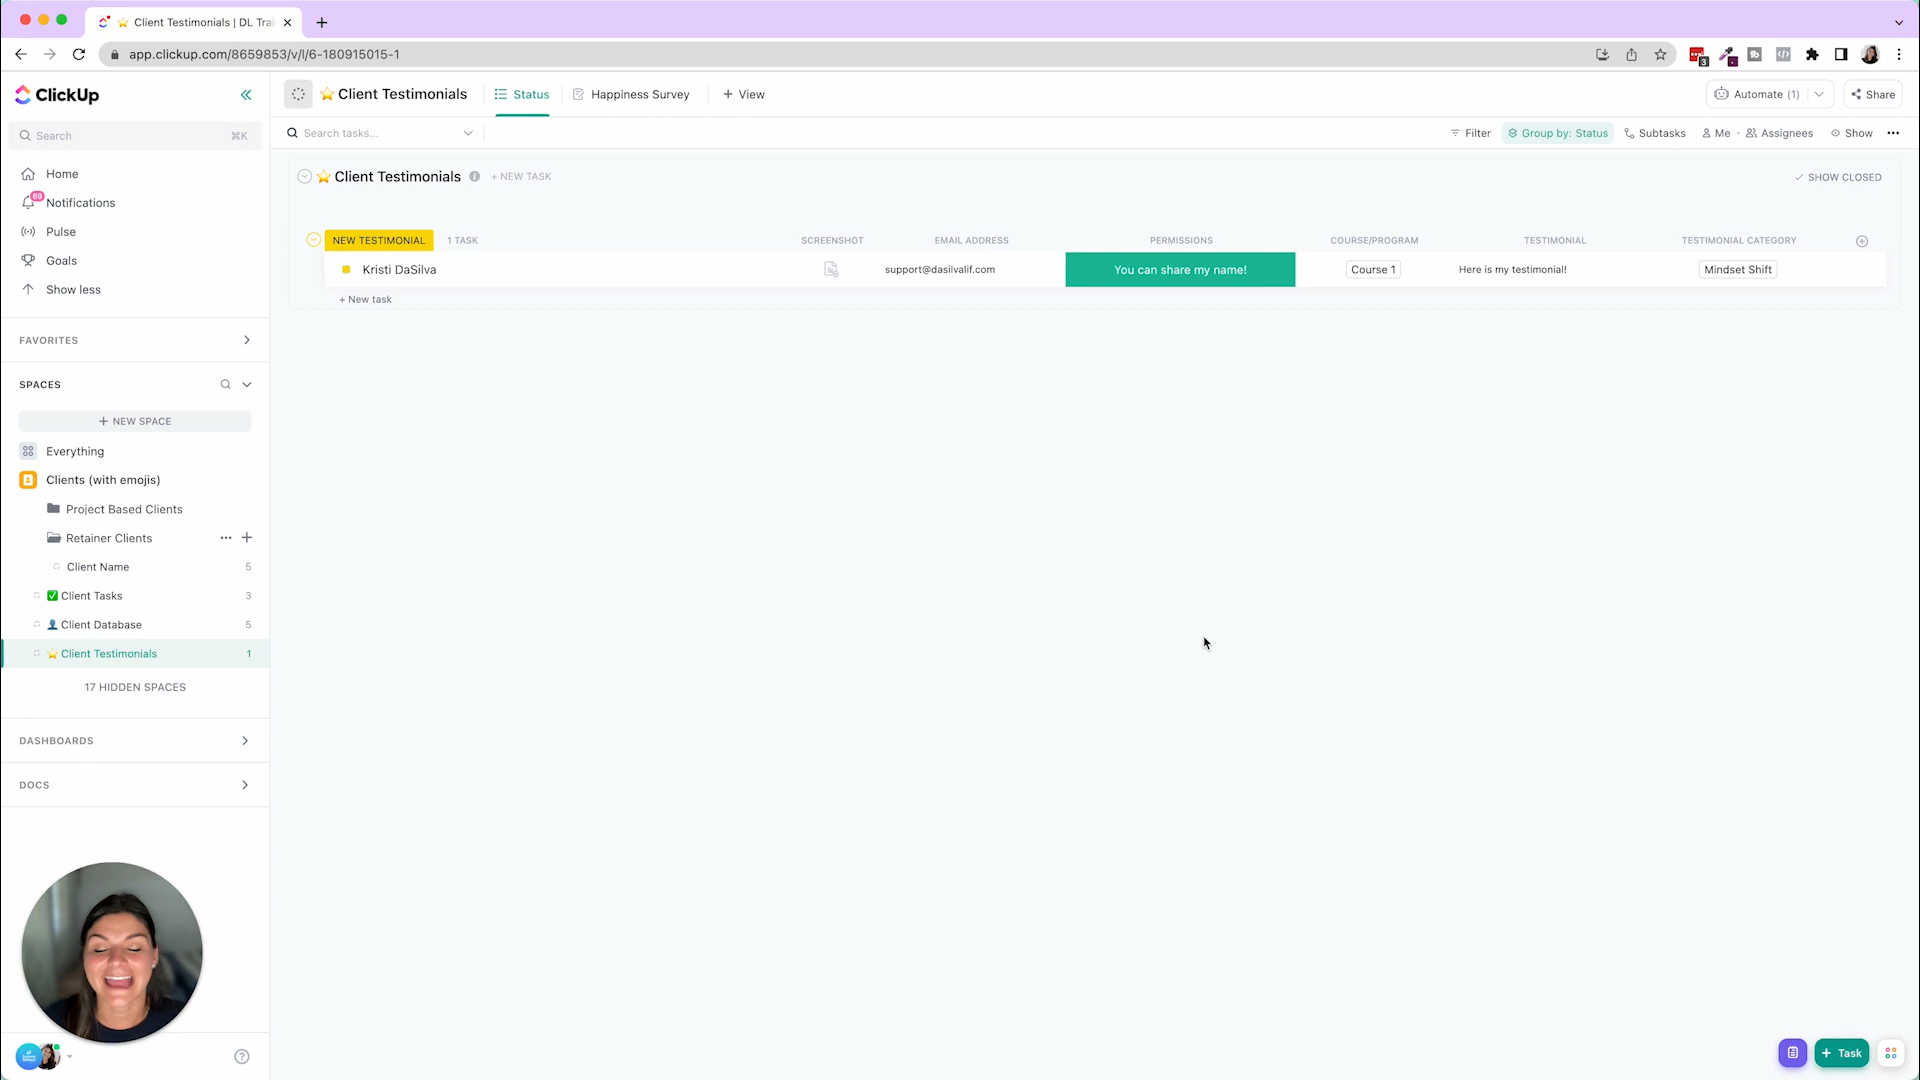 Client Testimonials | DL Trai
app.clickup.com/8659853/v/l/6-180915015-1
3
ClickUp
Client Testimonials
Status
Happiness Survey
+ View
Automate (1)
Share
Search
⌘K
Search tasks...
Filter
Group by: Status
Subtasks
Me
Assignees
Show
Home
69
Notifications
Pulse
Goals
Show less
Client Testimonials
+ NEW TASK
SHOW CLOSED
NEW TESTIMONIAL
1 TASK
SCREENSHOT
EMAIL ADDRESS
PERMISSIONS
COURSE/PROGRAM
TESTIMONIAL
TESTIMONIAL CATEGORY
Kristi DaSilva
support@dasilvalif.com
You can share my name!
Course 1
Here is my testimonial!
Mindset Shift
+ New task
FAVORITES
SPACES
+ NEW SPACE
Everything
Clients (with emojis)
Project Based Clients
Retainer Clients
Client Name
5
Client Tasks
3
Client Database
5
Client Testimonials
1
17 HIDDEN SPACES
DASHBOARDS
DOCS
+ Task